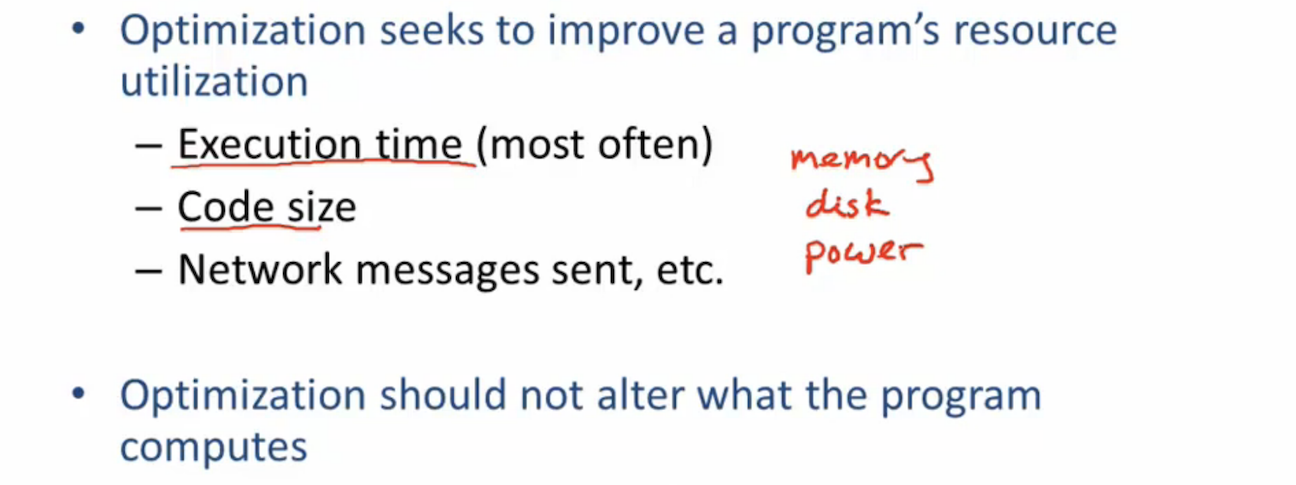 • Optimization seeks to improve a program's resource
utilization
– Execution time (most often)
– Code size
– Network messages sent, etc.
memory
disk
power
• Optimization should not alter what the program
computes